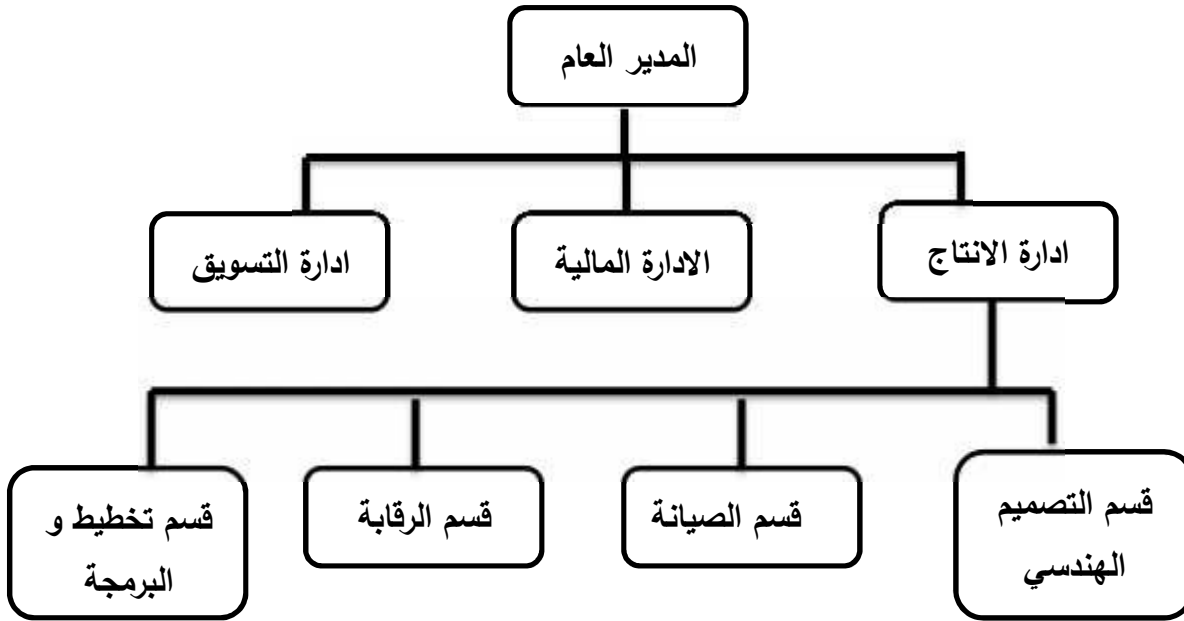 المدير العام
ادارة الانتاج
الادارة المالية
ادارة التسويق
قسم التصميم
الهندسي
قسم الصيانة
قسم الرقابة
قسم تخطيط و
البرمجة